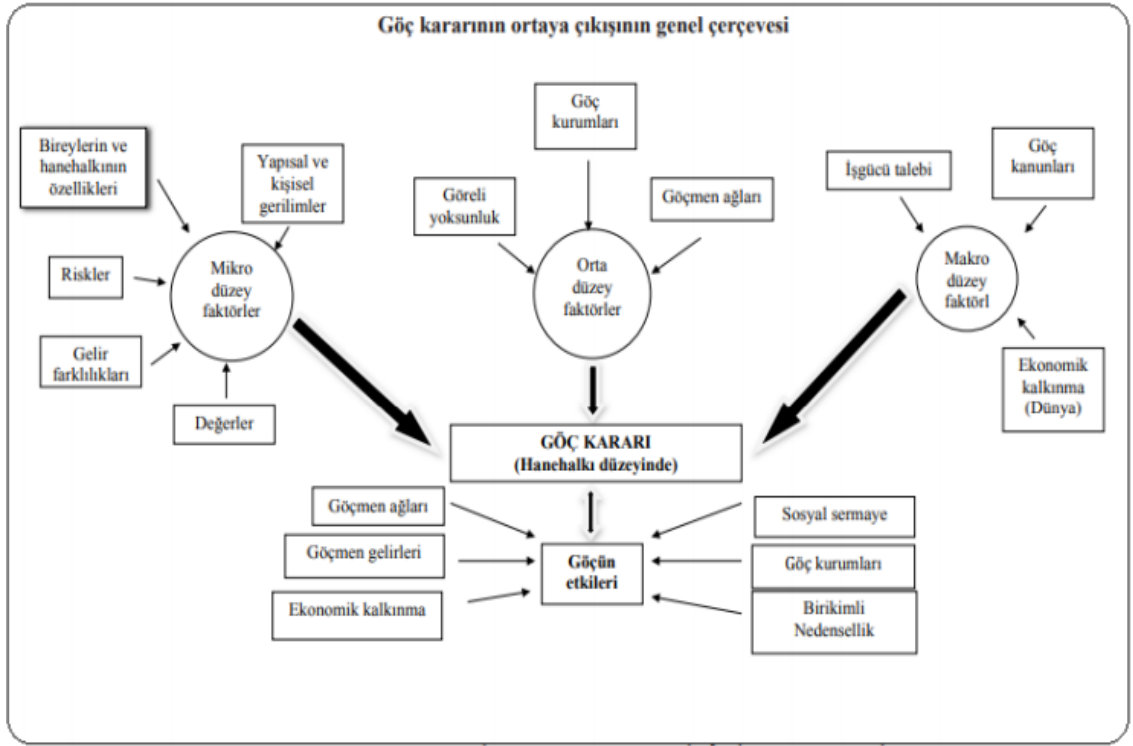 Göç kararının ortaya çıkışının genel çerçevesi
Bireylerin ve
hanehalkının
özellikleri
Yapısal ve
kişisel
gerilimler
Riskler
Gelir
farklılıkları
Değerler
Mikro
düzey
faktörler
Göç
kurumları
Göreli
yoksunluk
Göçmen ağları
Orta
düzey
faktörler
İşgücü talebi
Göç
kanunları
Makro
düzey
faktörl
Ekonomik
kalkınma
(Dünya)
GÖÇ KARARI
(Hanehalkı düzeyinde)
Göçmen ağları
Göçmen gelirleri
Ekonomik kalkınma
Göçün
etkileri
Sosyal sermaye
Göç kurumları
Birikimli
Nedensellik